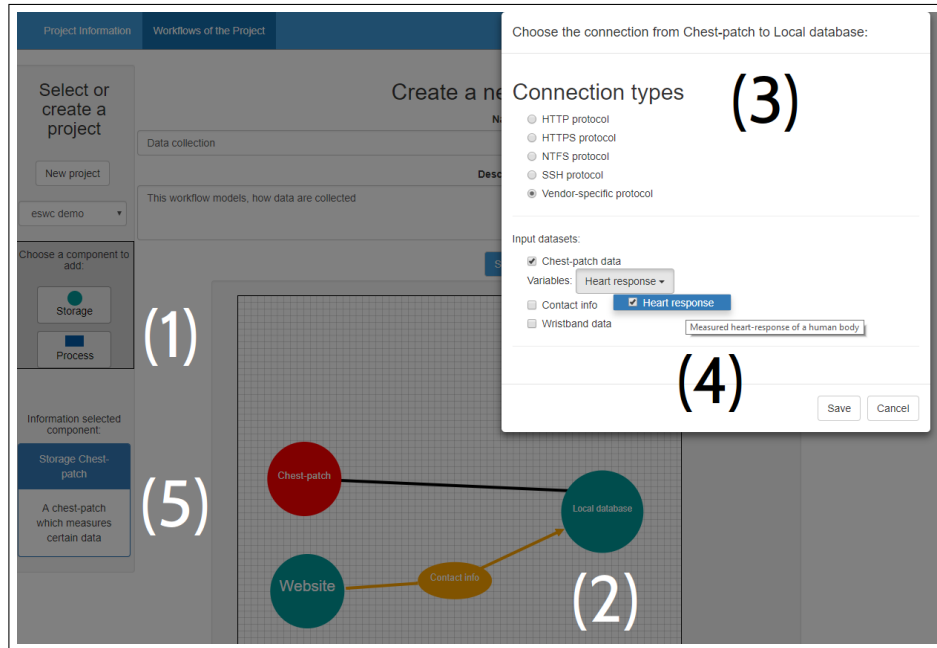 Project Information
Workflows of the Project
Select or
create a
project
New project
eswc demo
Choose a component to
add:
Storage
Process
(1)
Information selected
component:
Storage Chest-
patch
A chest-patch
which measures
certain data
(5)
Create a ne
Na
Data collection
Desc
This workflow models, how data are collected
S
Chest-patch
Local database
Website
Contact info
(2)
Choose the connection from Chest-patch to Local database:
Connection types
(3)
HTTP protocol
HTTPS protocol
NTFS protocol
SSH protocol
Vendor-specific protocol
Input datasets:
Chest-patch data
Variables: Heart response
Contact info
Heart response
Wristband data
Measured heart-response of a human body
(4)
Save
Cancel